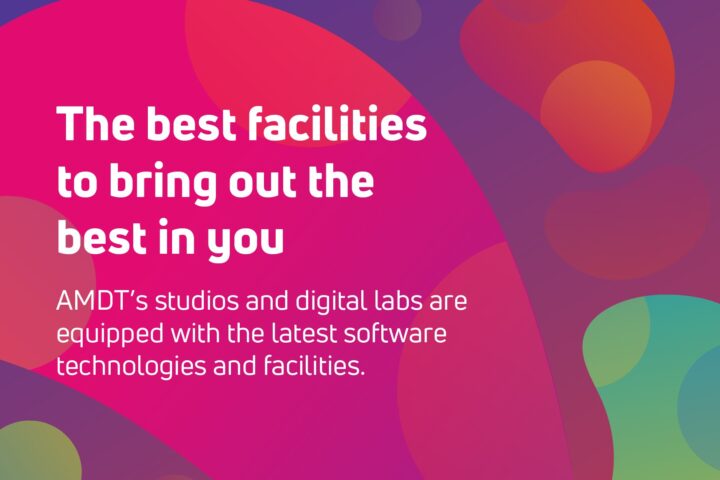 The best facilities
to bring out the
best in you
AMDT’s studios and digital labs are
equipped with the latest software
technologies and facilities.